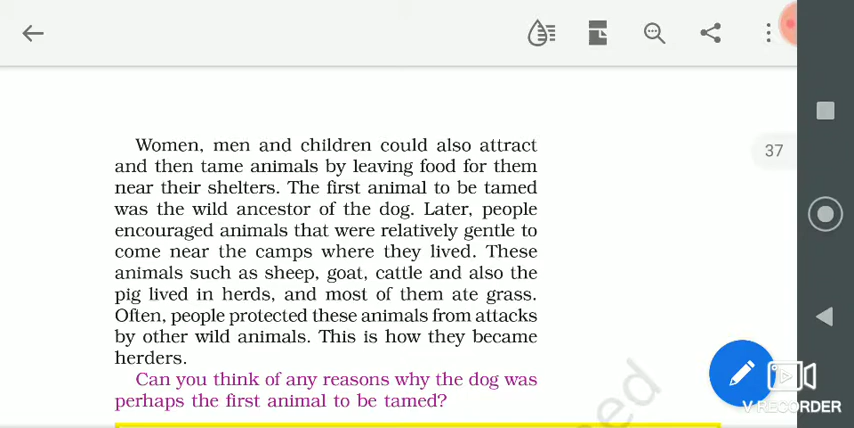 Women, men and children could also attract
and then tame animals by leaving food for them
near their shelters. The first animal to be tamed
was the wild ancestor of the dog. Later, people
encouraged animals that were relatively gentle to
come near the camps where they lived. These
animals such as sheep, goat, cattle and also the
pig lived in herds, and most of them ate grass.
Often, people protected these animals from attacks
by other wild animals. This is how they became
herders.
Can you think of any reasons why the dog was
perhaps the first animal to be tamed?
37
V RECORDER